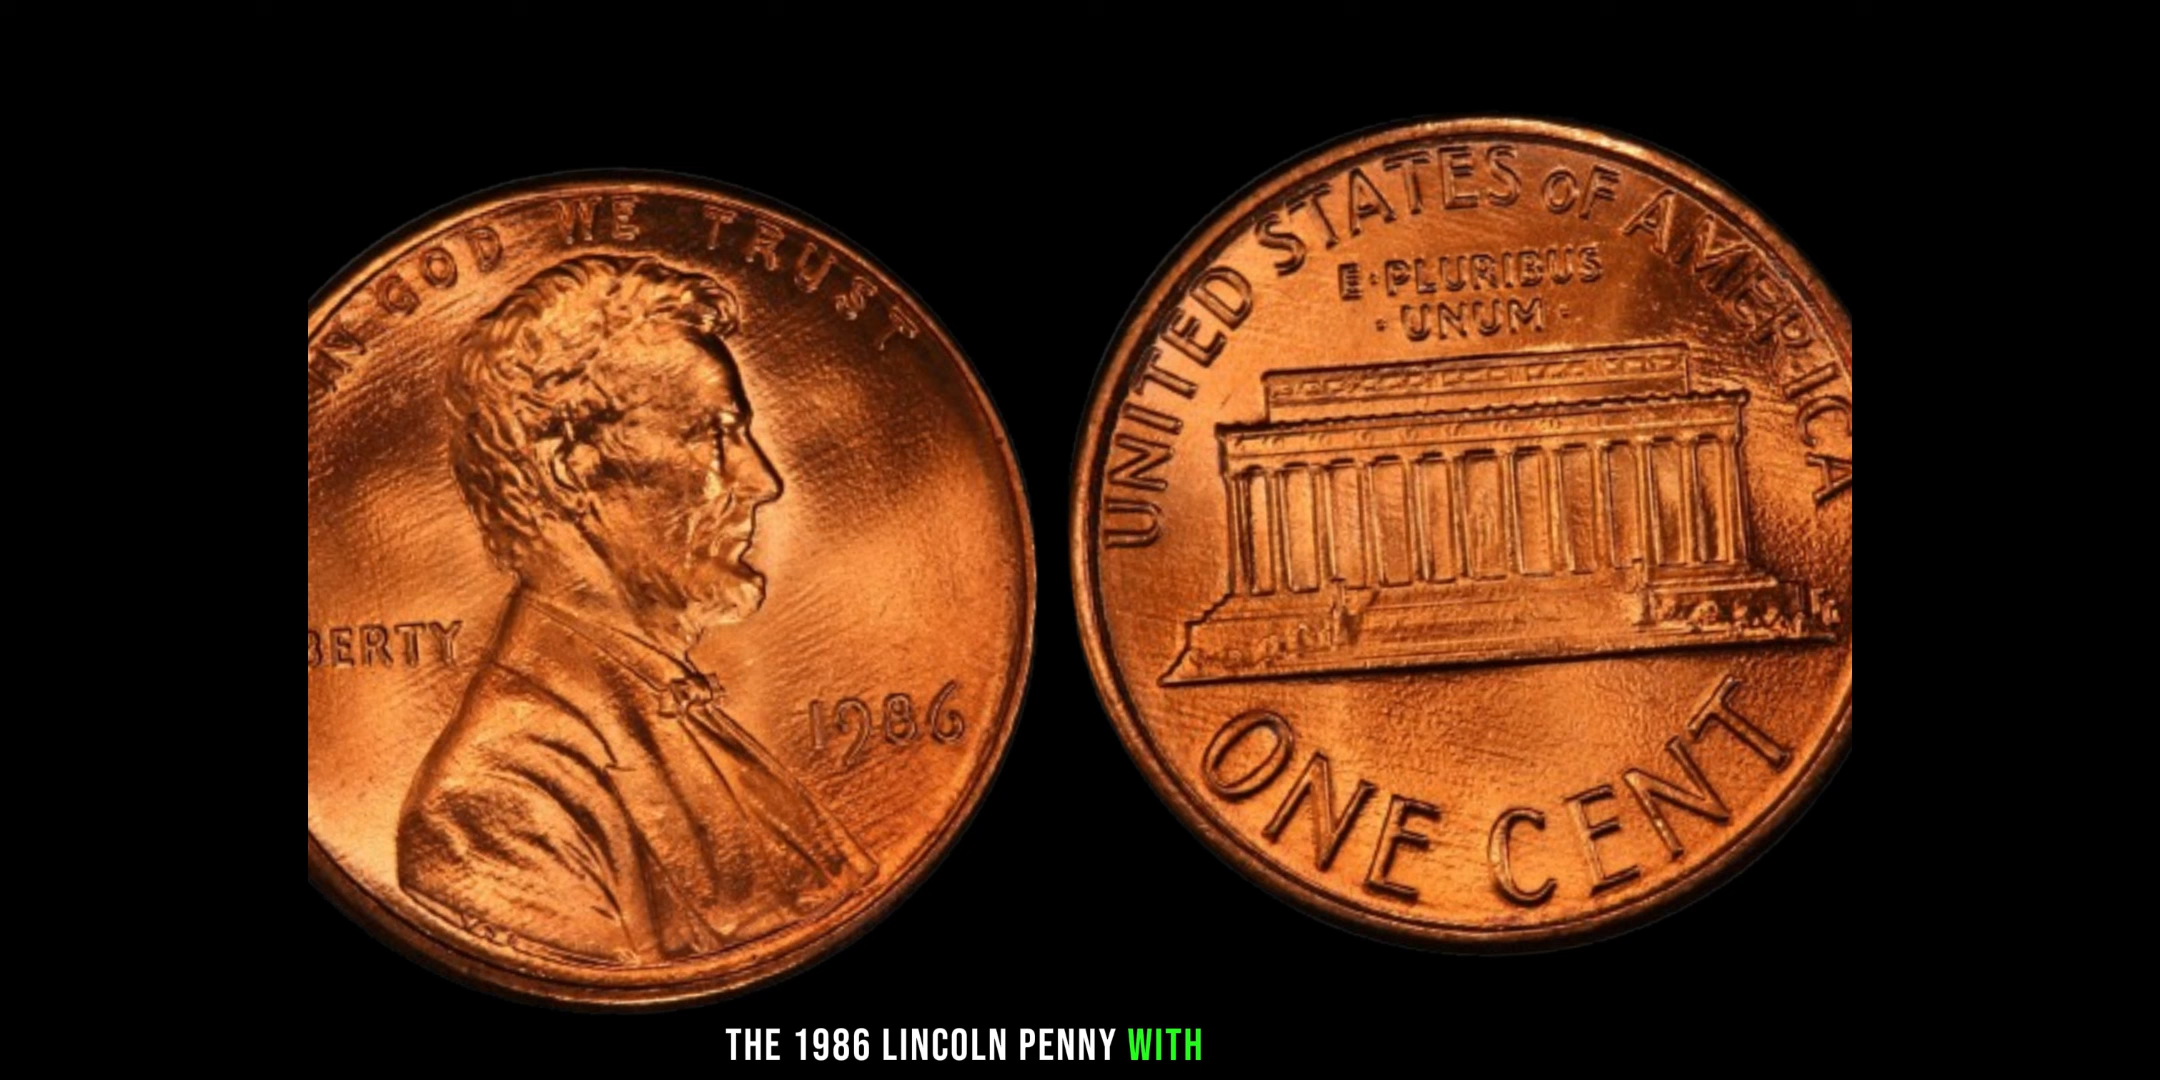 IN GOD WE TRUST
BERTY
1986
UNITED STATES OF AMERICA
E·PLURIBUS
·UNUM·
ONE CENT
THE 1986 LINCOLN PENNY WITH